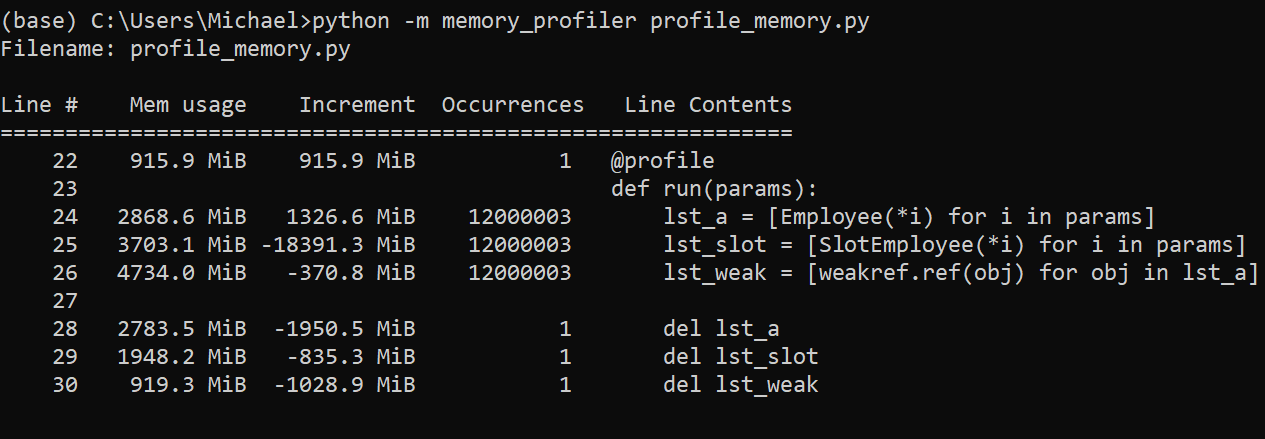 (base) C:\Users\Michael>python -m memory_profiler profile_memory.py
Filename: profile_memory.py
Line #    Mem usage    Increment  Occurrences   Line Contents
=============================================================
    22    915.9 MiB    915.9 MiB           1   @profile
    23                                         def run(params):
    24   2868.6 MiB   1326.6 MiB    12000003       lst_a = [Employee(*i) for i in params]
    25   3703.1 MiB -18391.3 MiB    12000003       lst_slot = [SlotEmployee(*i) for i in params]
    26   4734.0 MiB   -370.8 MiB    12000003       lst_weak = [weakref.ref(obj) for obj in lst_a]
    27
    28   2783.5 MiB  -1950.5 MiB           1       del lst_a
    29   1948.2 MiB   -835.3 MiB           1       del lst_slot
    30    919.3 MiB  -1028.9 MiB           1       del lst_weak